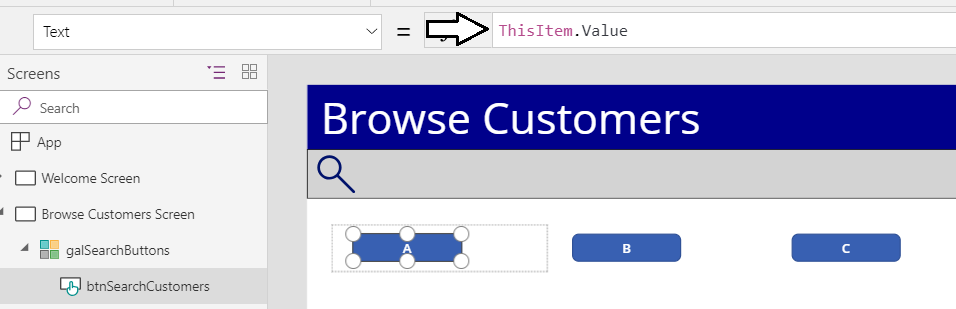 Text = ThisItem.Value
Screens
Search
App
Welcome Screen
Browse Customers Screen
galSearchButtons
btnSearchCustomers
Browse Customers
A B C